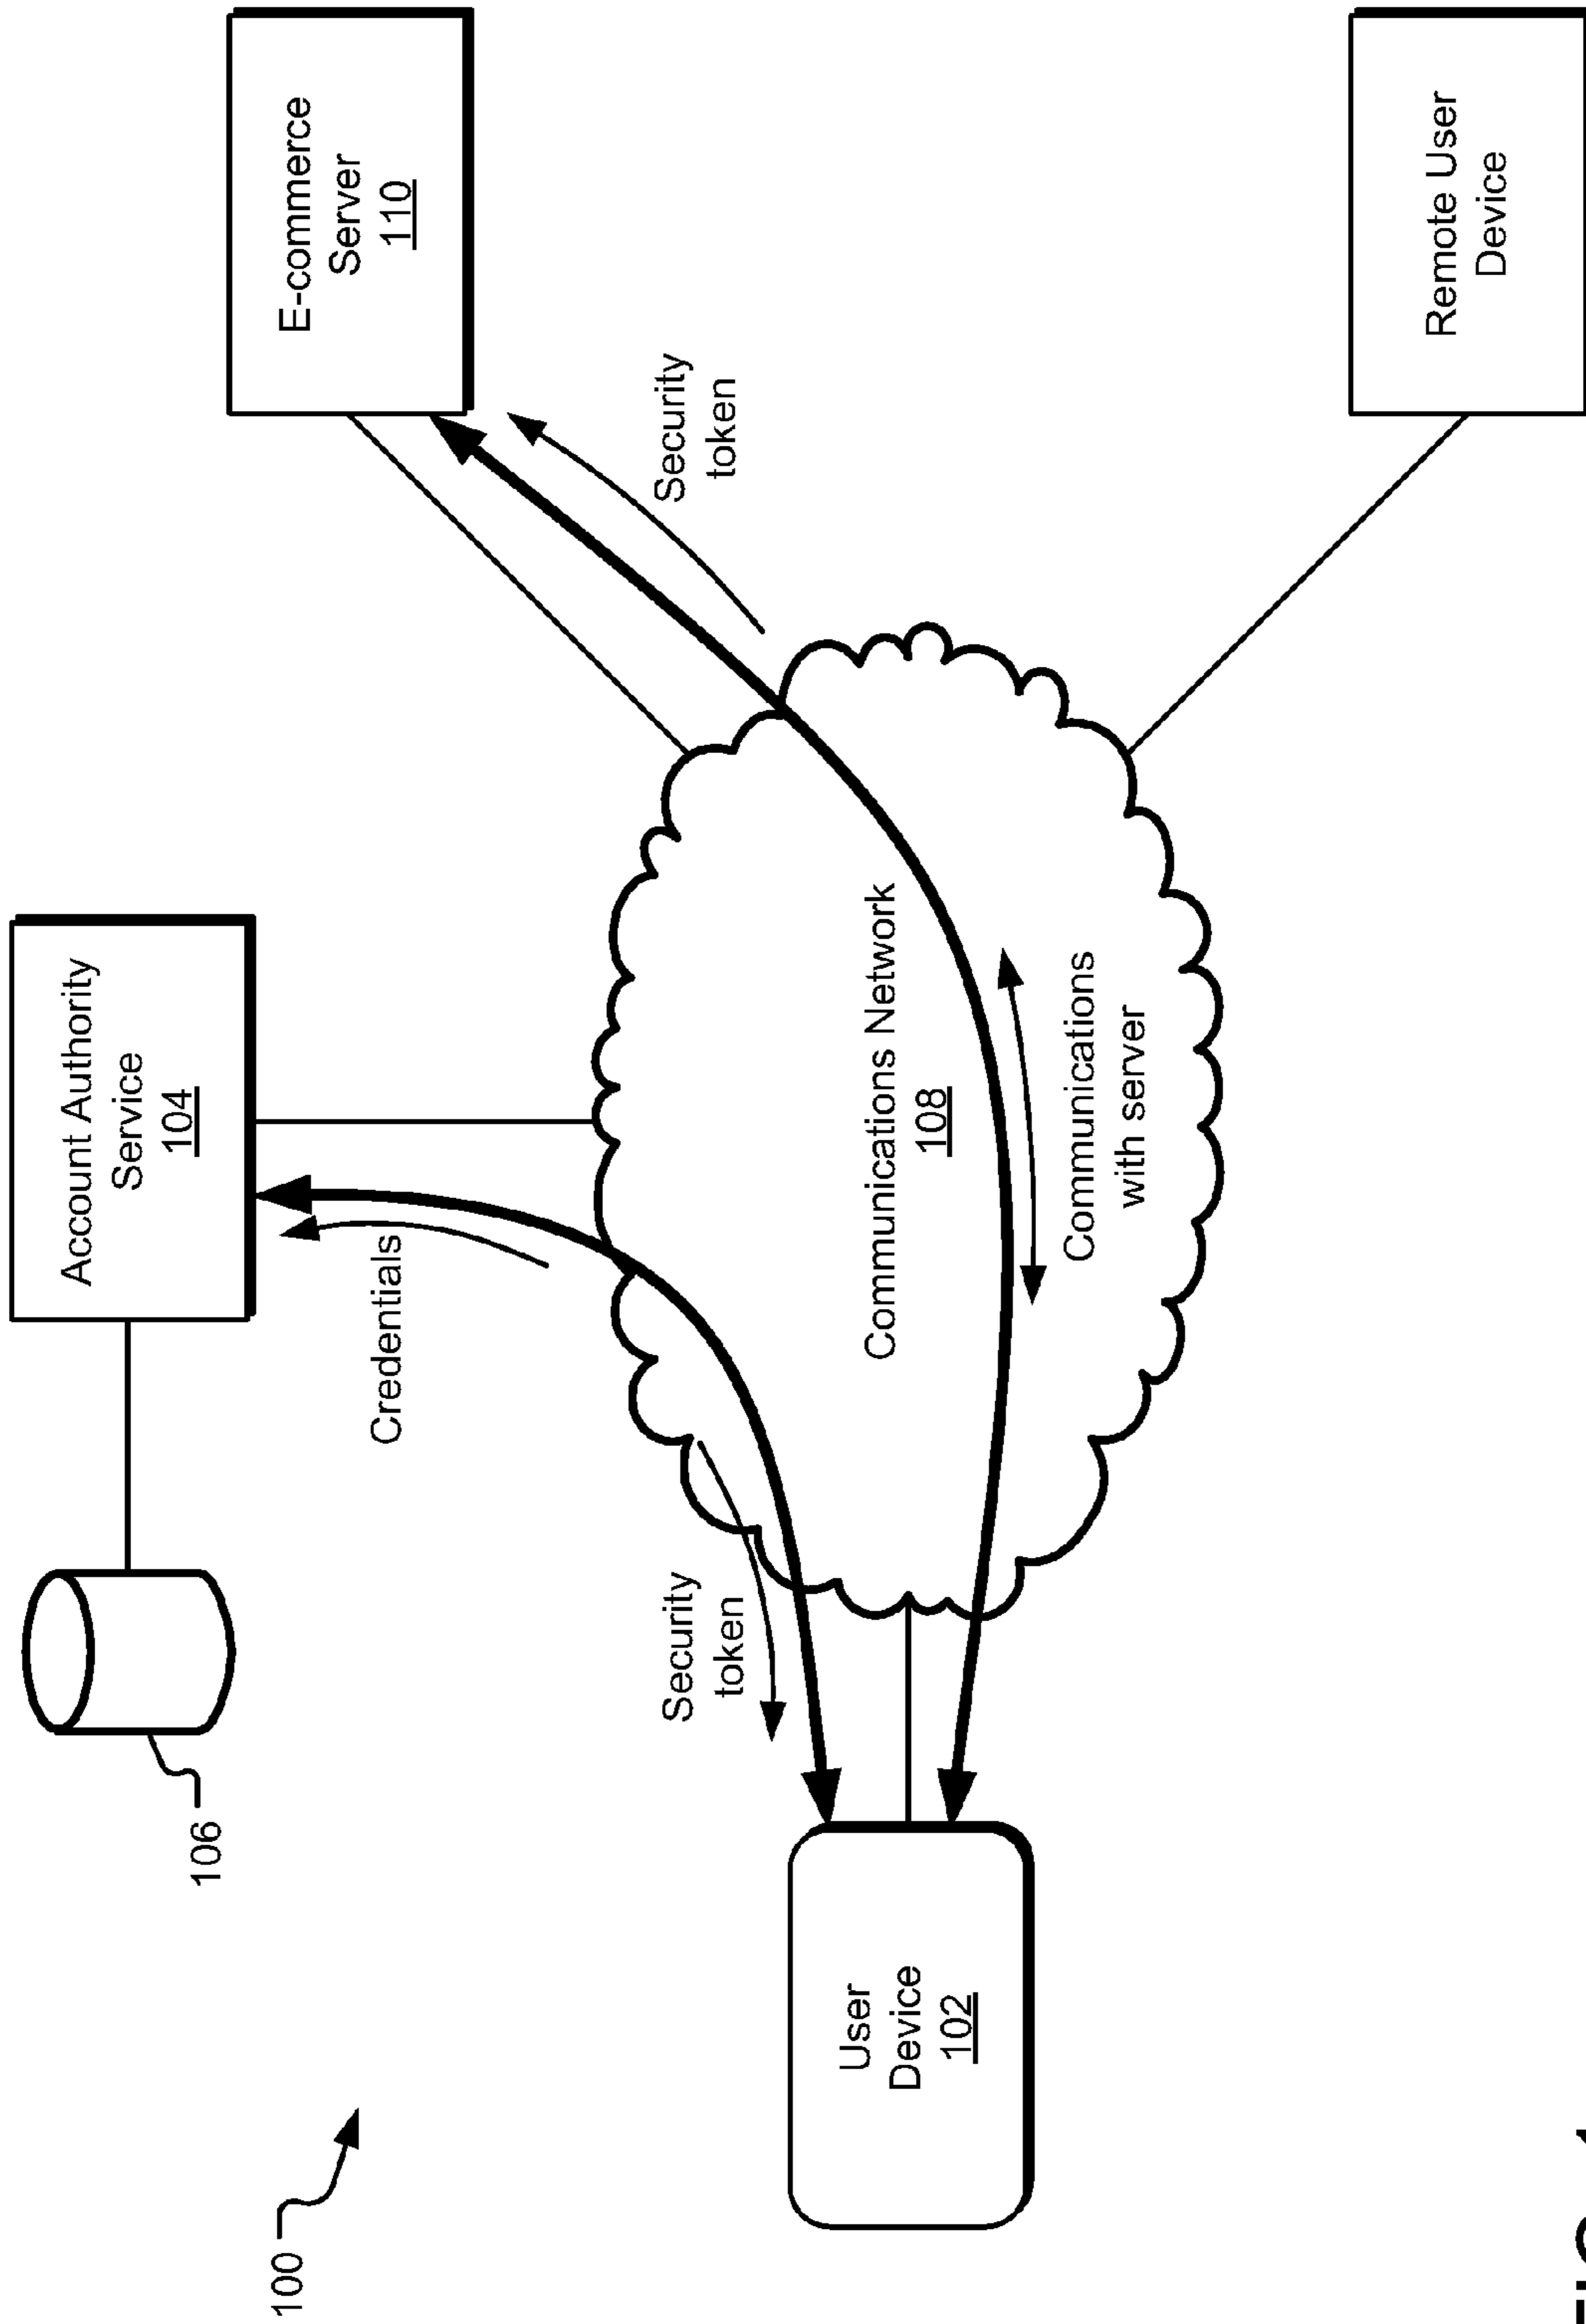 100
106
Account Authority
Service
104
Credentials
E-commerce
Server
110
Security
token
Security
token
Communications Network
108
Communications
with server
User
Device
102
Remote User
Device